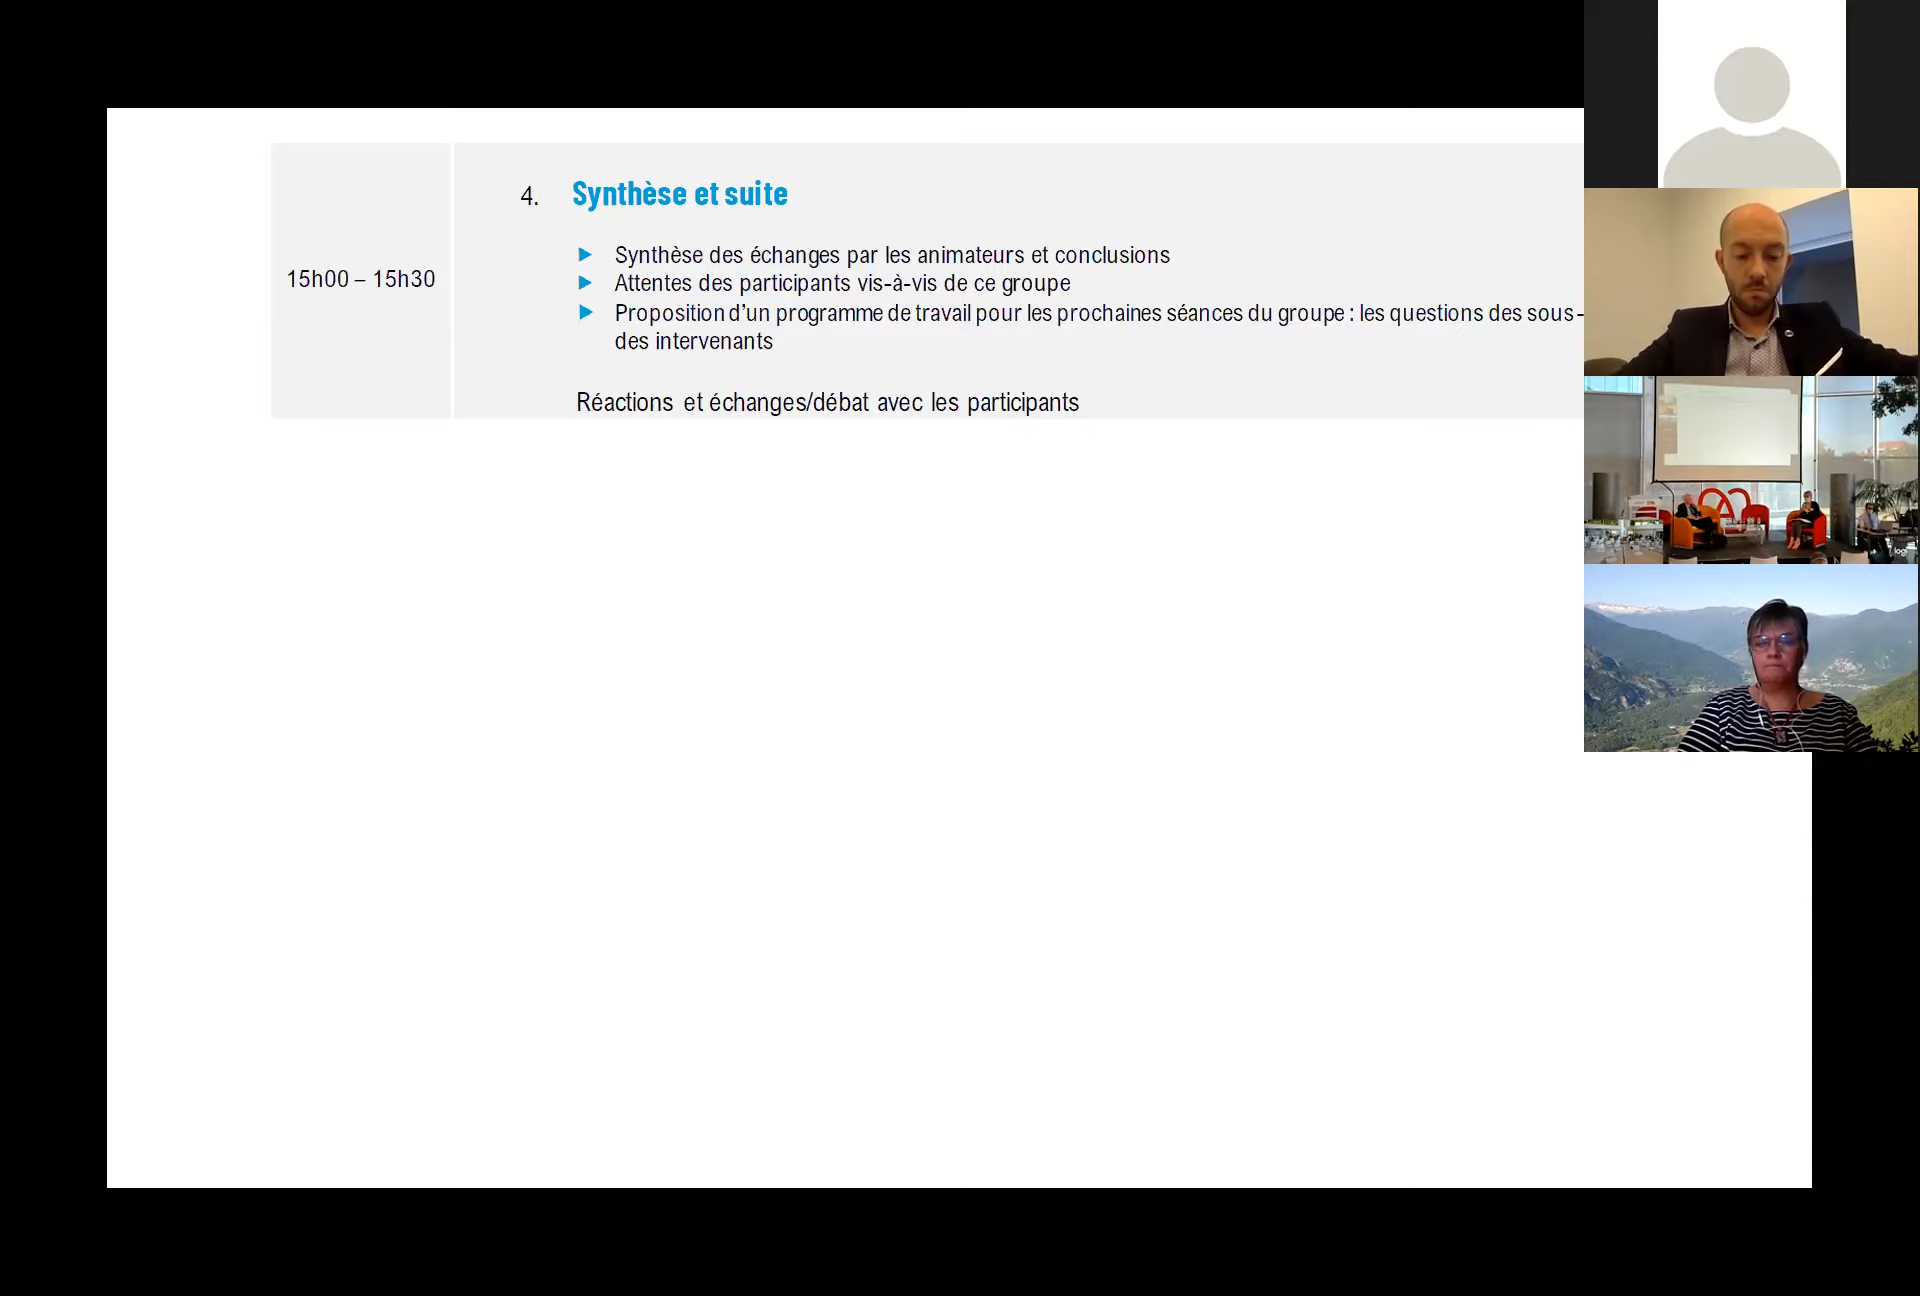 4. Synthèse et suite
15h00 – 15h30
Synthèse des échanges par les animateurs et conclusions
Attentes des participants vis-à-vis de ce groupe
Proposition d'un programme de travail pour les prochaines séances du groupe : les questions des sous-
des intervenants
Réactions et échanges/débat avec les participants
logi